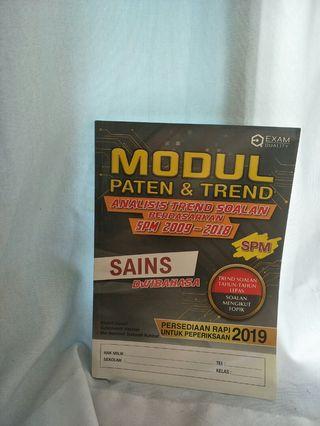 EXAM
QUALITY
MODUL
PATEN & TREND
ANALISIS TREND SOALAN
BERDASARKAN
SPM 2009 - 2018
SPM
SAINS
DWIBAHASA
TREND SOALAN
TAHUN-TAHUN
LEPAS
SOALAN
MENGIKUT
TOPIK
PERSEDIAAN RAPI
UNTUK PEPERIKSAAN 2019
HAK MILIK :
SEKOLAH :
TEL :
KELAS :